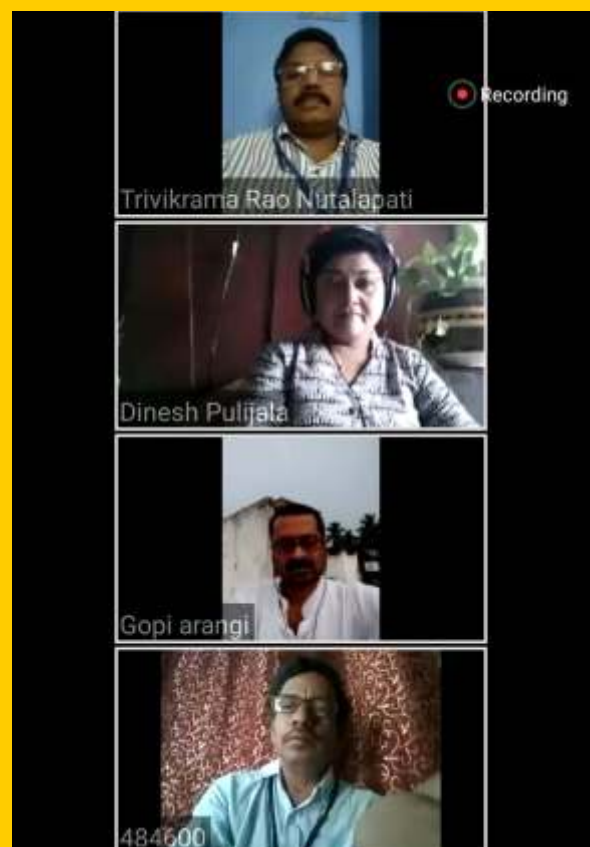 Recording
Trivikrama Rao Nutalapati
Dinesh Pulijala
Gopi arangi
484600